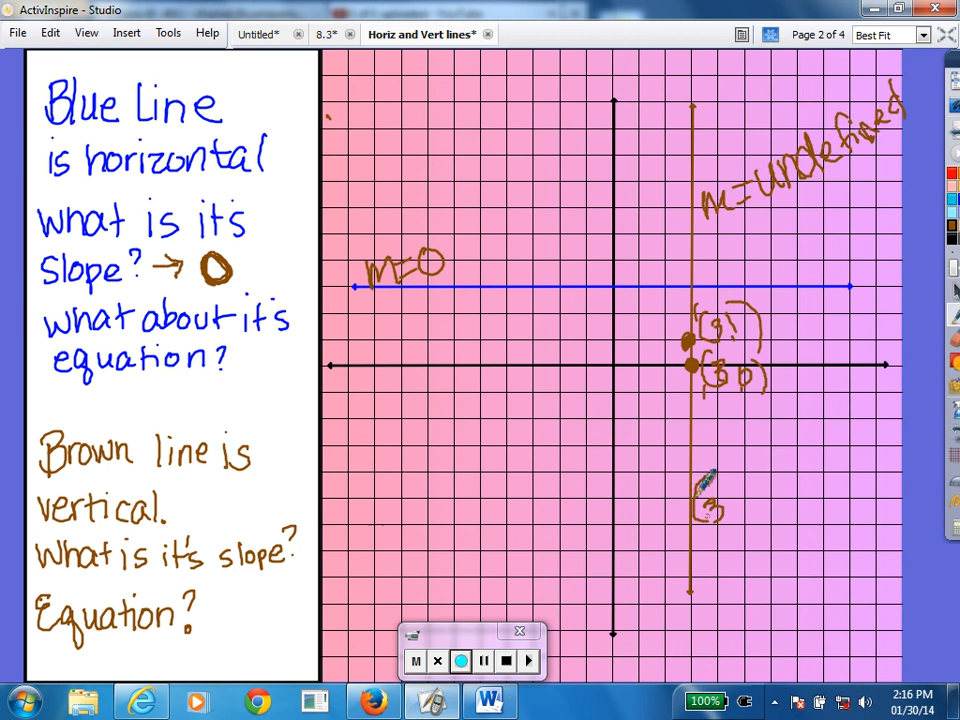 ActivInspire - Studio
File Edit View Insert Tools Help
Untitled* 8.3* Horiz and Vert lines*
Page 2 of 4 Best Fit
Blue Line
is horizontal
what is it's
slope? → 0
what about it's
equation?
Brown line is
vertical.
What is it's slope?
Equation?
m=0
m=undefined
(3,1)
(3,0)
(3
M
W
100%
2:16 PM
01/30/14